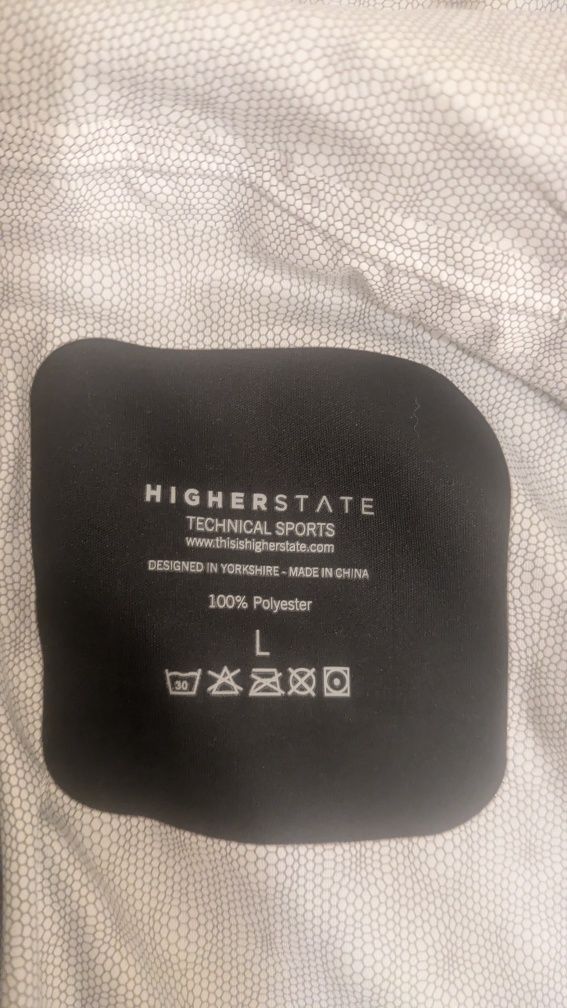 HIGHERSTATE
TECHNICAL SPORTS
www.thisishigherstate.com
DESIGNED IN YORKSHIRE - MADE IN CHINA
100% Polyester
L
30